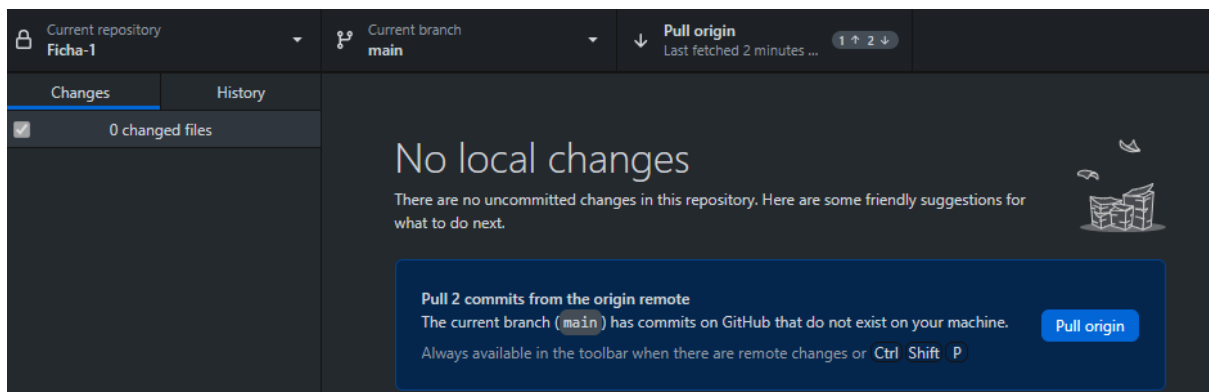 Current repository
Ficha-1
Current branch
main
Pull origin
Last fetched 2 minutes ...
1 ↑ 2 ↓
Changes
History
0 changed files
No local changes
There are no uncommitted changes in this repository. Here are some friendly suggestions for
what to do next.
Pull 2 commits from the origin remote
The current branch (main) has commits on GitHub that do not exist on your machine.
Always available in the toolbar when there are remote changes or Ctrl Shift P
Pull origin